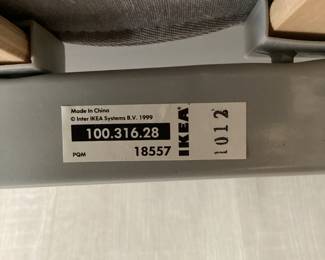 Made in China
© Inter IKEA Systems B.V. 1999
100.316.28
PQM 18557
IKEA
1012